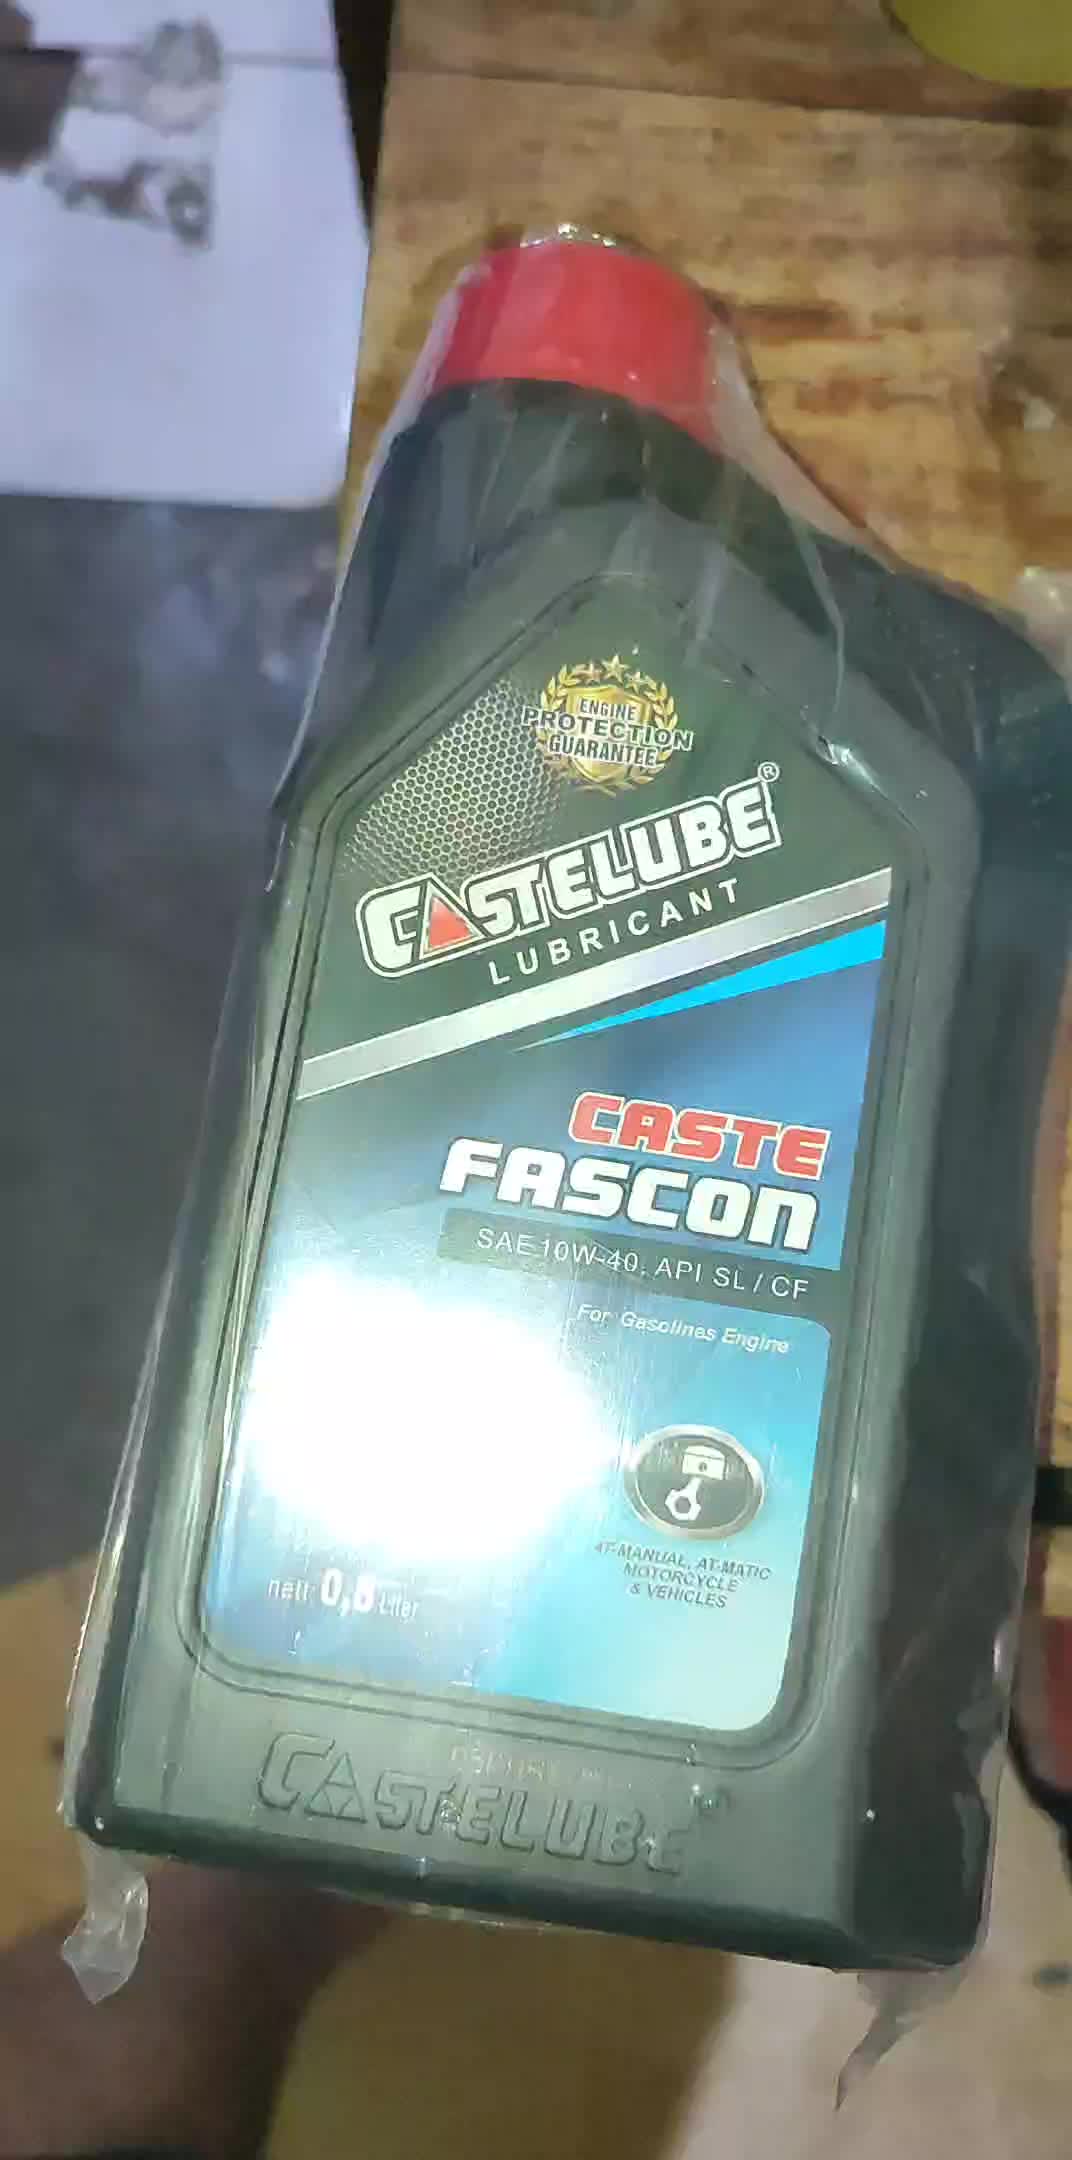 ENGINE
PROTECTION
GUARANTEE
CASTELUBE®
LUBRICANT
CASTE
FASCON
SAE 10W-40, API SL / CF
For Gasolines Engine
4T-MANUAL, AT-MATIC
MOTORCYCLE
& VEHICLES
nett 0,8 Liter
CASTELUBE